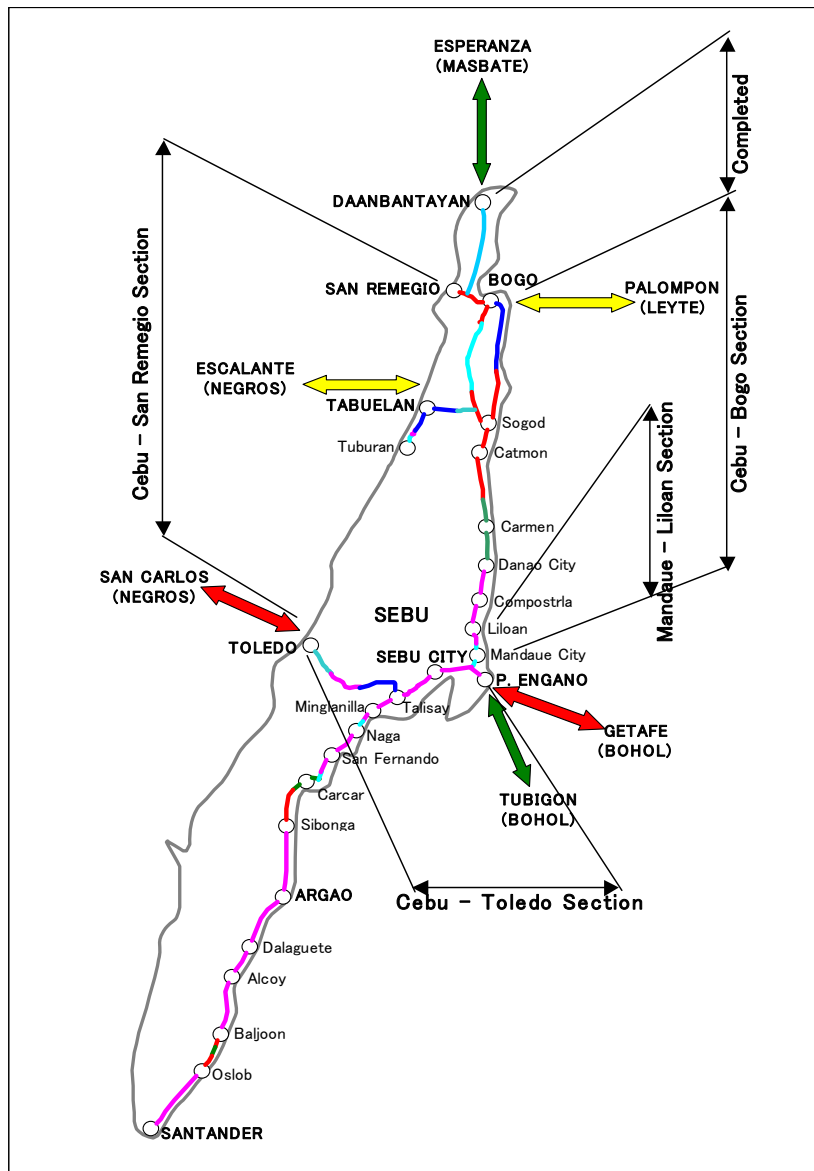 ESPERANZA
(MASBATE)
Completed
DAANBANTAYAN
SAN REMEGIO
BOGO
PALOMPON
(LEYTE)
Cebu - San Remegio Section
Cebu - Bogo Section
ESCALANTE
(NEGROS)
TABUELAN
Sogod
Tuburan
Catmon
Mandaue - Liloan Section
Carmen
Danao City
SAN CARLOS
(NEGROS)
Compostrla
SEBU
Liloan
TOLEDO
SEBU CITY
Mandaue City
P. ENGANO
Minglanilla
Talisay
GETAFE
(BOHOL)
Naga
San Fernando
TUBIGON
(BOHOL)
Carcar
Sibonga
ARGAO
Cebu - Toledo Section
Dalaguete
Alcoy
Baljoon
Oslob
SANTANDER